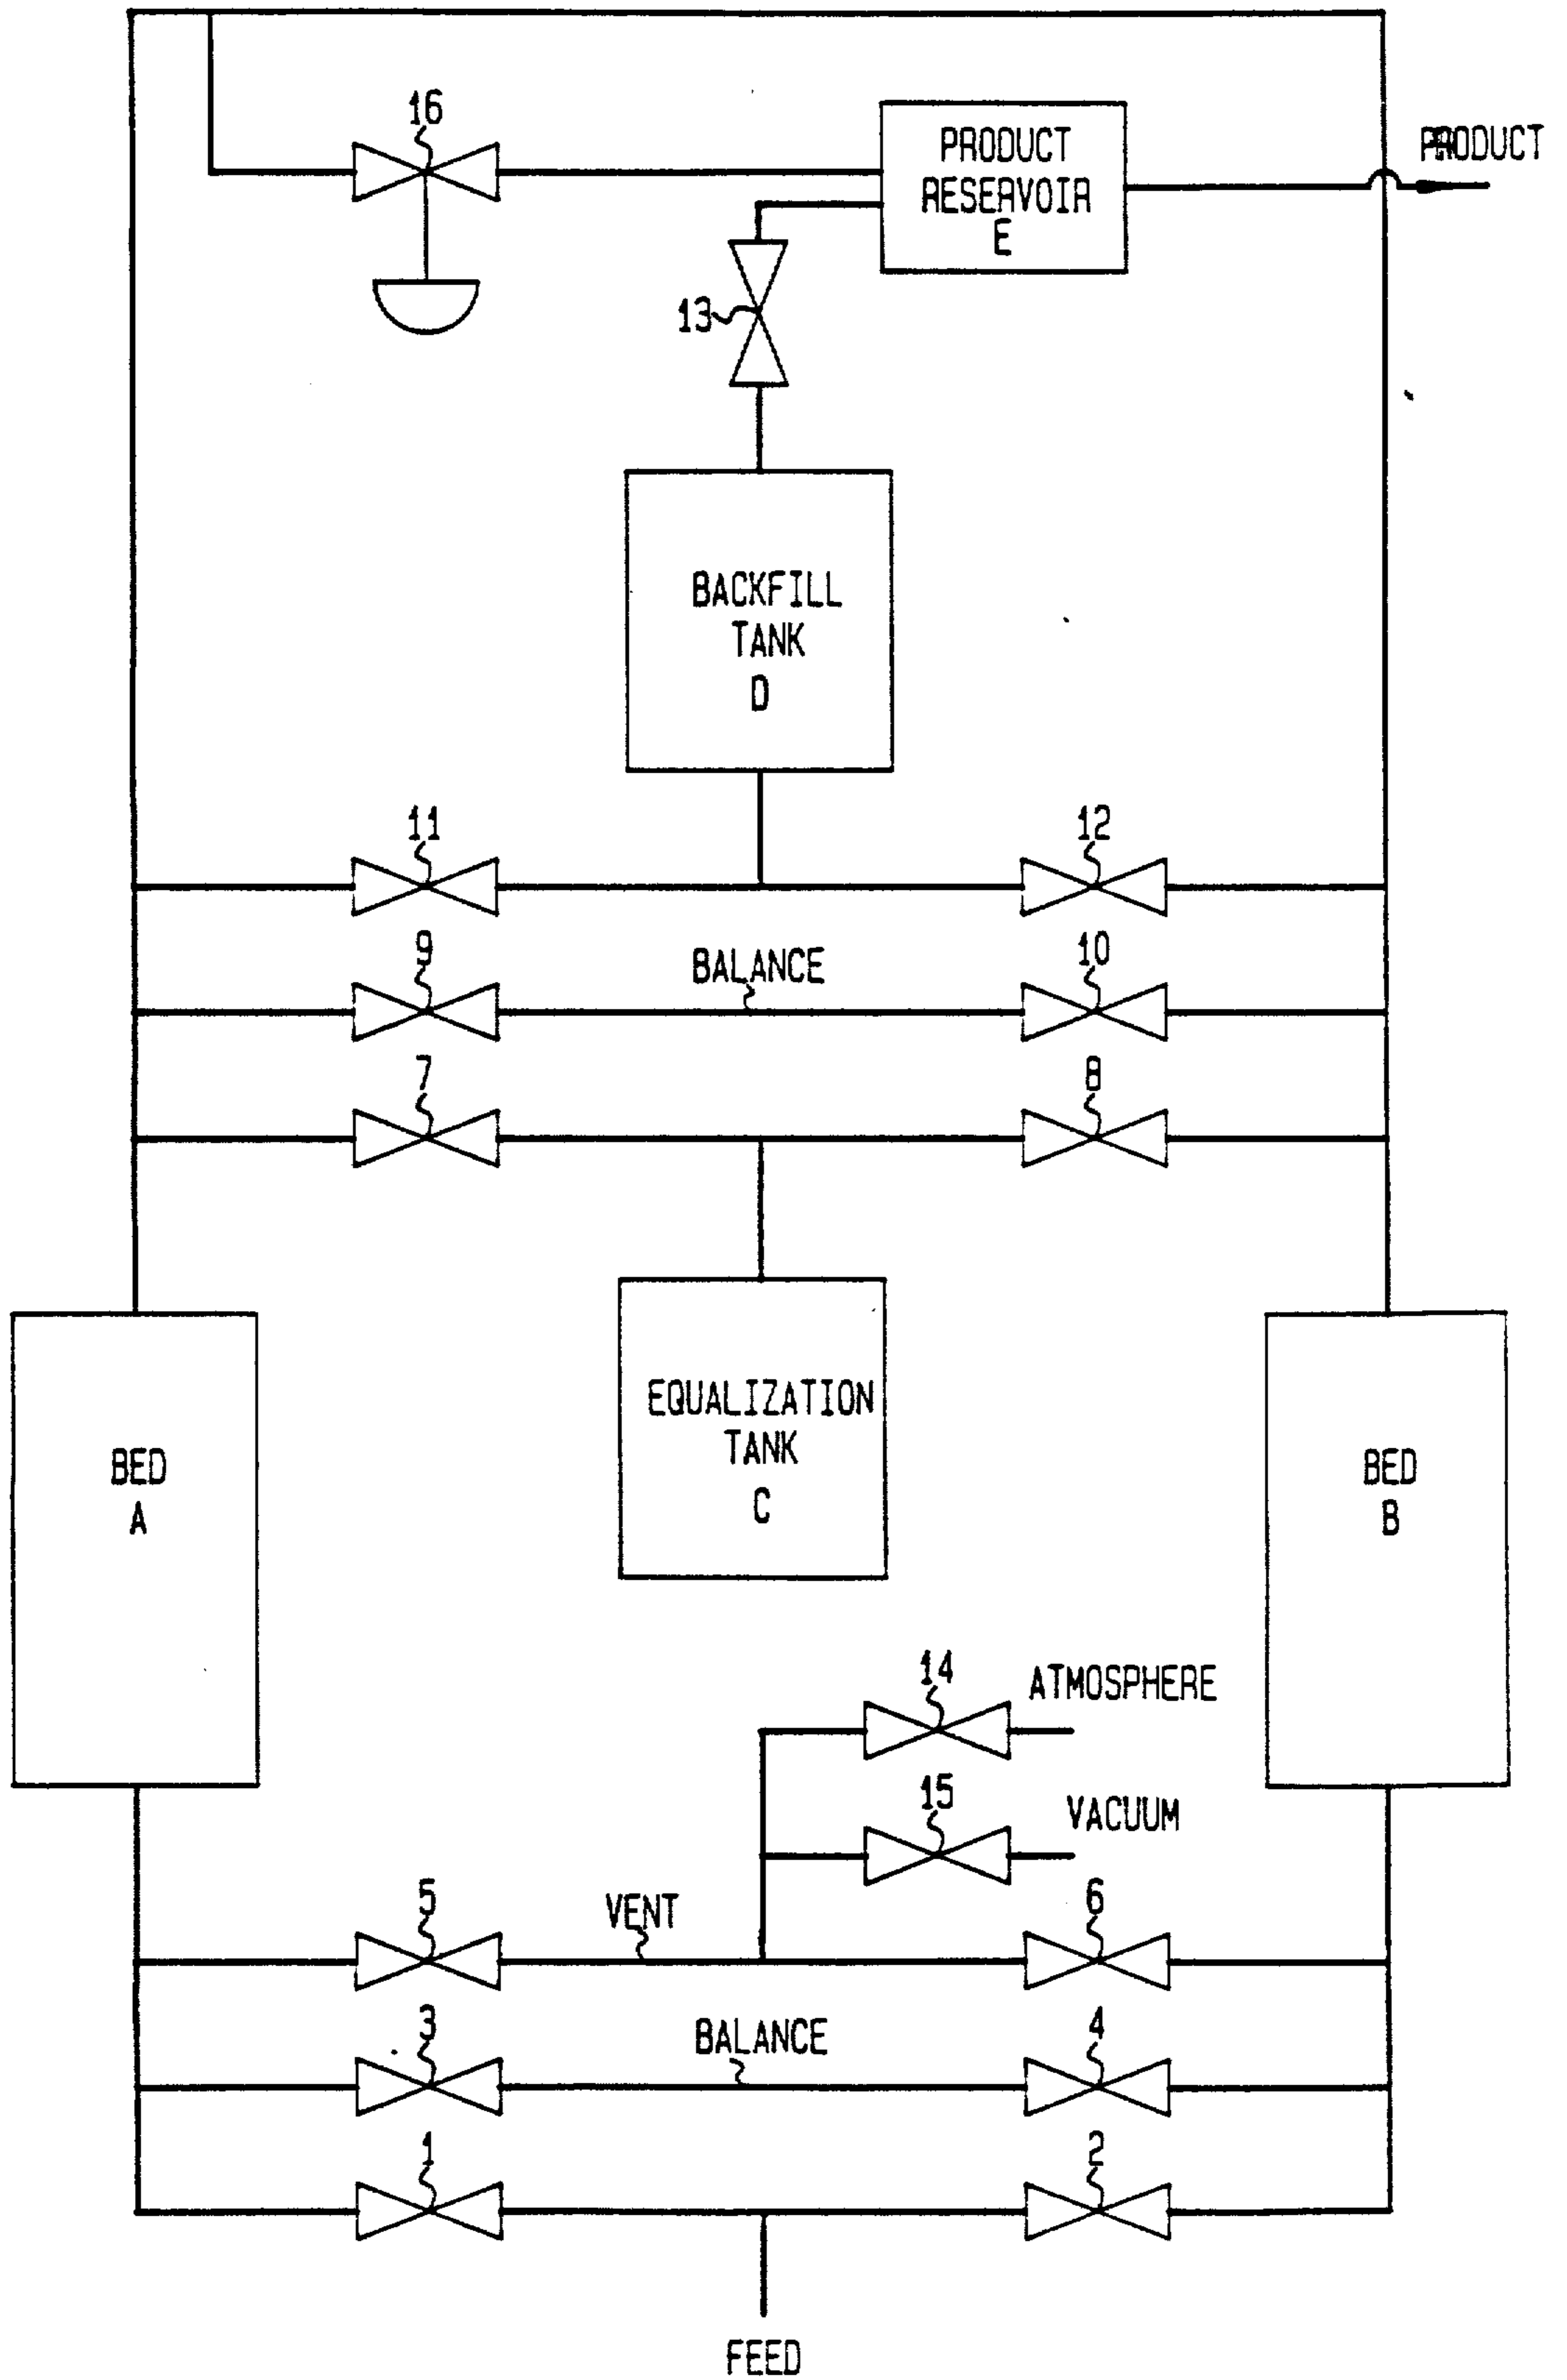 16
PRODUCT
RESERVOIR
E
PRODUCT
13
BACKFILL
TANK
D
11
12
9
BALANCE
10
7
8
EQUALIZATION
TANK
C
BED
A
BED
B
14
ATMOSPHERE
15
VACUUM
5
VENT
6
3
BALANCE
4
1
2
FEED